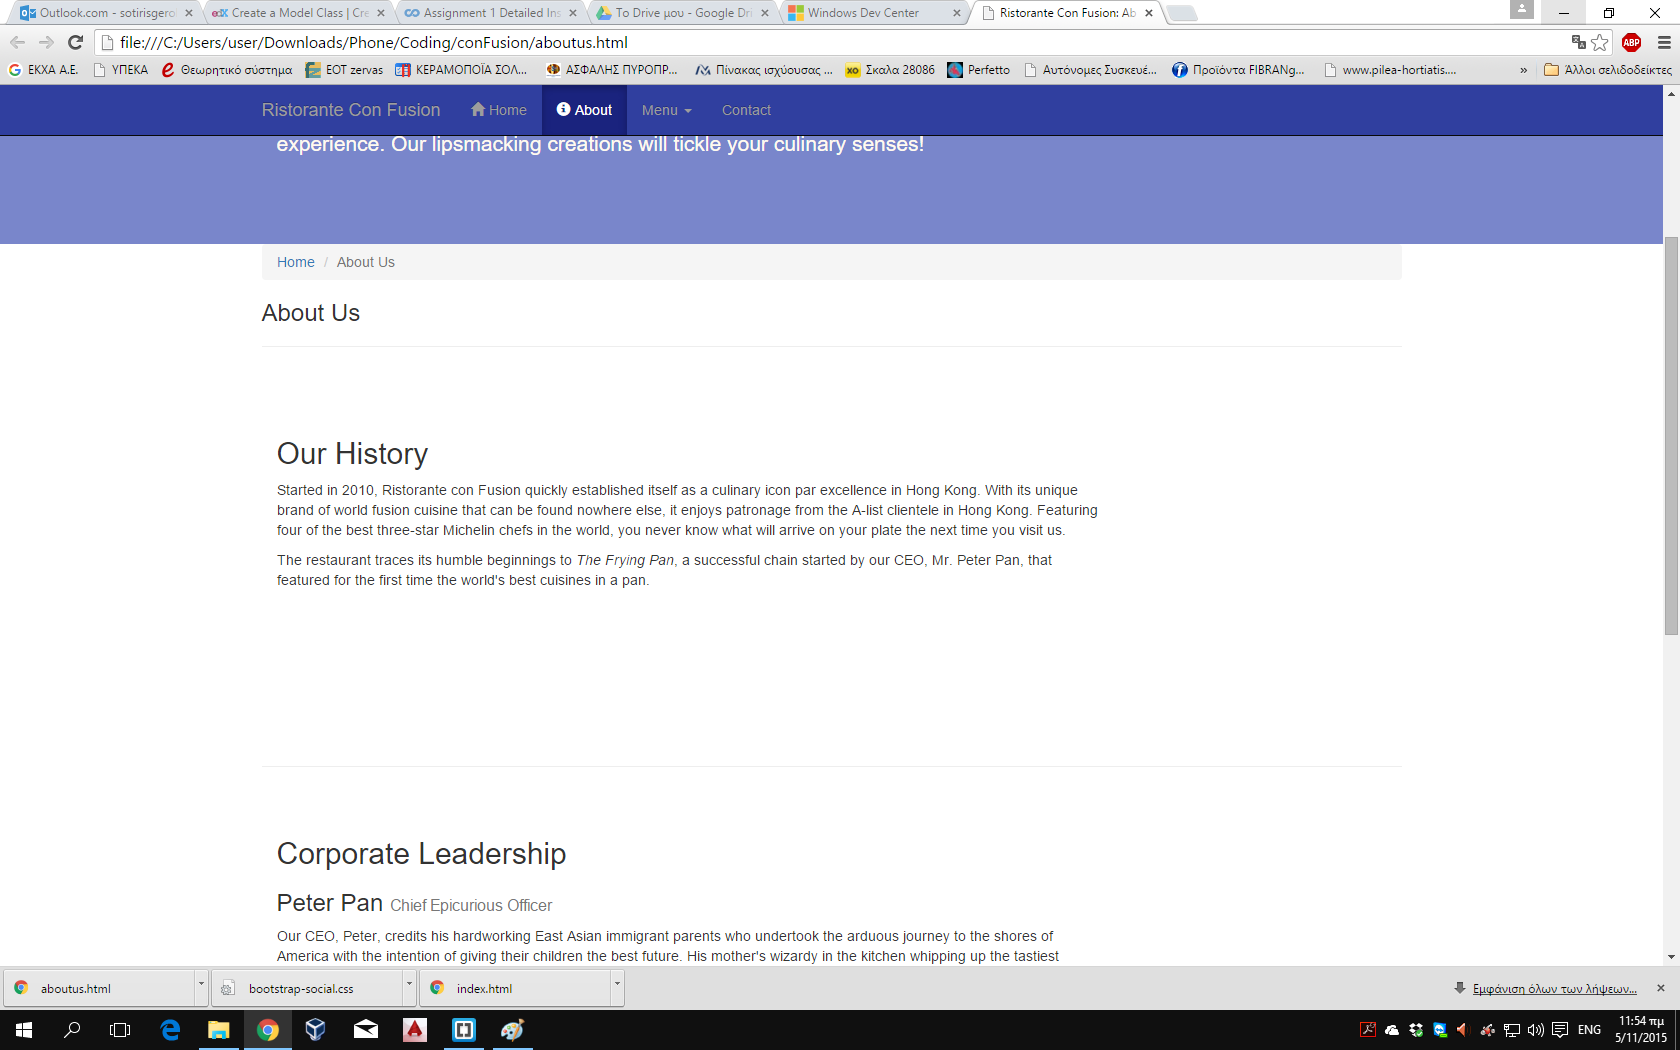 Outlook.com - sotirisgero
Create a Model Class | Cre
Assignment 1 Detailed Ins
Το Drive μου - Google Dri
Windows Dev Center
Ristorante Con Fusion: Ab
file:///C:/Users/user/Downloads/Phone/Coding/conFusion/aboutus.html
ABP
ΕΚΧΑ Α.Ε.
ΥΠΕΚΑ
Θεωρητικό σύστημα
ΕΟΤ zervas
ΚΕΡΑΜΟΠΟΪΑ ΣΟΛ...
ΑΣΦΑΛΗΣ ΠΥΡΟΠΡ...
Πίνακας ισχύουσας ...
Σκαλα 28086
Perfetto
Αυτόνομες Συσκευέ...
Προϊόντα FIBRANg...
www.pilea-hortiatis....
»
Άλλοι σελιδοδείκτες
Ristorante Con Fusion
Home
About
Menu
Contact
experience. Our lipsmacking creations will tickle your culinary senses!
Home / About Us
About Us
Our History
Started in 2010, Ristorante con Fusion quickly established itself as a culinary icon par excellence in Hong Kong. With its unique
brand of world fusion cuisine that can be found nowhere else, it enjoys patronage from the A-list clientele in Hong Kong. Featuring
four of the best three-star Michelin chefs in the world, you never know what will arrive on your plate the next time you visit us.
The restaurant traces its humble beginnings to The Frying Pan, a successful chain started by our CEO, Mr. Peter Pan, that
featured for the first time the world's best cuisines in a pan.
Corporate Leadership
Peter Pan Chief Epicurious Officer
Our CEO, Peter, credits his hardworking East Asian immigrant parents who undertook the arduous journey to the shores of
America with the intention of giving their children the best future. His mother's wizardy in the kitchen whipping up the tastiest
aboutus.html
bootstrap-social.css
index.html
Εμφάνιση όλων των λήψεων...
ENG
11:54 πμ
5/11/2015